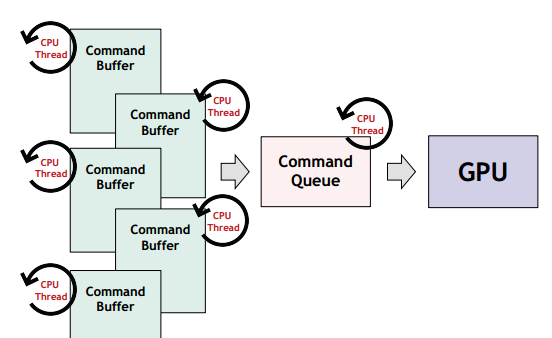 CPU
Thread
Command
Buffer
Command
Buffer
CPU
Thread
CPU
Thread
Command
Queue
GPU
CPU
Thread
Command
Buffer
Command
Buffer
CPU
Thread
CPU
Thread
Command
Buffer